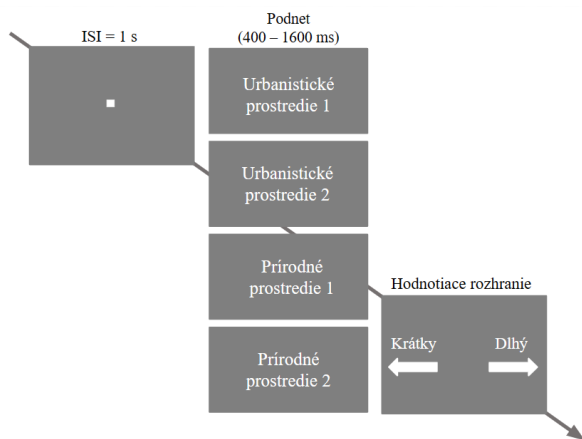 ISI = 1 s
Podnet
(400 – 1600 ms)
Urbanistické
prostredie 1
Urbanistické
prostredie 2
Prírodné
prostredie 1
Prírodné
prostredie 2
Hodnotiace rozhranie
Krátky
Dlhý